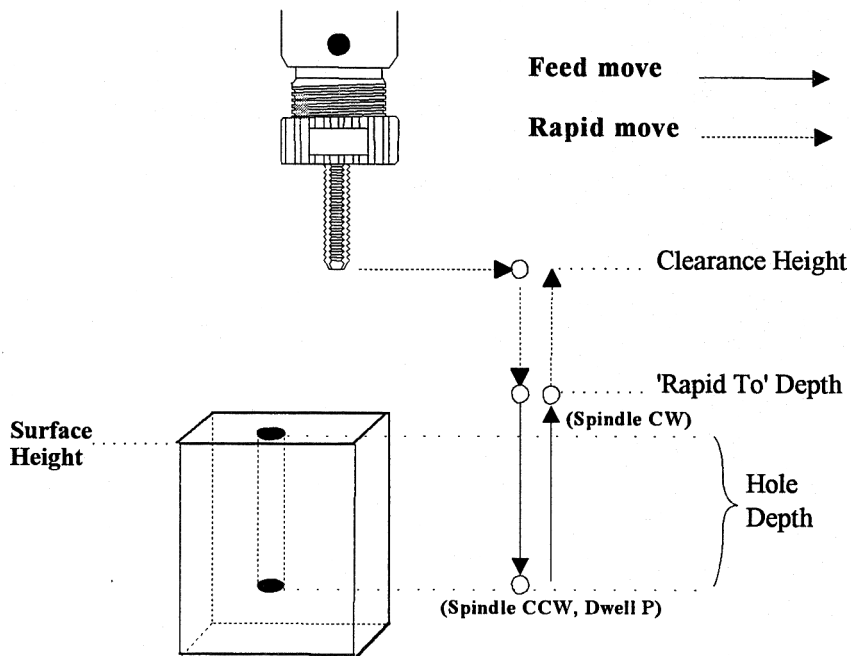 Feed move
Rapid move
Clearance Height
'Rapid To' Depth
(Spindle CW)
Surface
Height
Hole
Depth
(Spindle CCW, Dwell P)